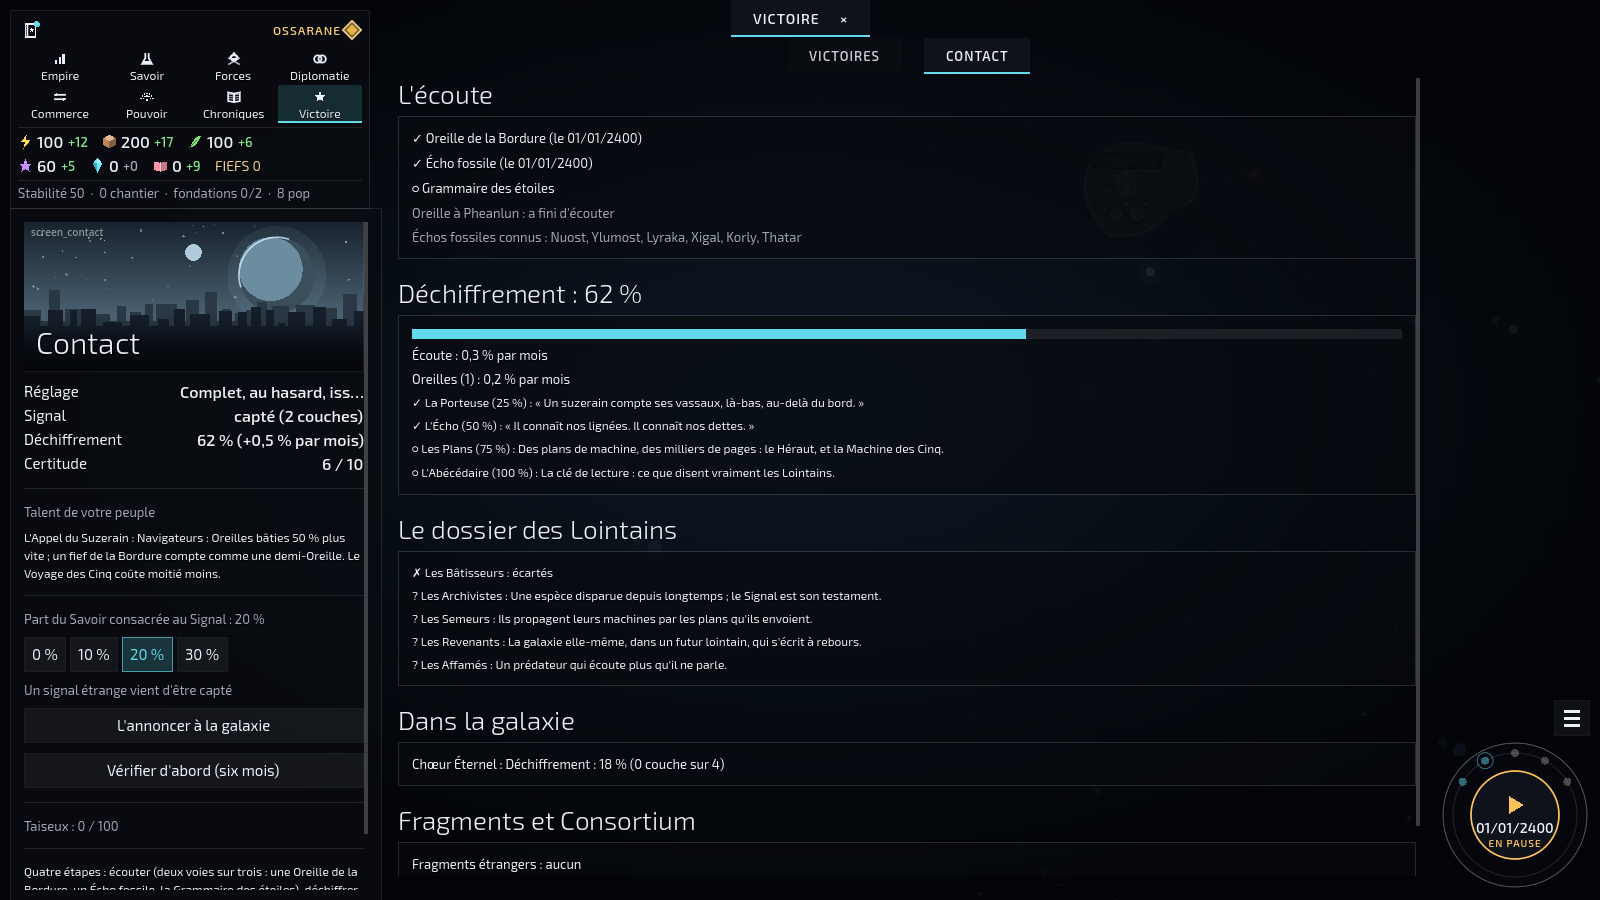 VICTOIRE ×
VICTOIRES CONTACT
OSSARANE
Empire Savoir Forces Diplomatie
Commerce Pouvoir Chroniques Victoire
100 +12 200 +17 100 +6
60 +5 0 +0 0 +9 FIEFS 0
Stabilité 50 · 0 chantier · fondations 0/2 · 8 pop
screen_contact
Contact
Réglage Complet, au hasard, iss...
Signal capté (2 couches)
Déchiffrement 62 % (+0,5 % par mois)
Certitude 6 / 10
Talent de votre peuple
L'Appel du Suzerain : Navigateurs : Oreilles bâties 50 % plus
vite ; un fief de la Bordure compte comme une demi-Oreille. Le
Voyage des Cinq coûte moitié moins.
Part du Savoir consacrée au Signal : 20 %
0 % 10 % 20 % 30 %
Un signal étrange vient d'être capté
L'annoncer à la galaxie
Vérifier d'abord (six mois)
Taiseux : 0 / 100
Quatre étapes : écouter (deux voies sur trois : une Oreille de la
Bordure, un Écho fossile, la Grammaire des étoiles), déchiffrer
L'écoute
✓ Oreille de la Bordure (le 01/01/2400)
✓ Écho fossile (le 01/01/2400)
○ Grammaire des étoiles
Oreille à Pheanlun : a fini d'écouter
Échos fossiles connus : Nuost, Ylumost, Lyraka, Xigal, Korly, Thatar
Déchiffrement : 62 %
Écoute : 0,3 % par mois
Oreilles (1) : 0,2 % par mois
✓ La Porteuse (25 %) : « Un suzerain compte ses vassaux, là-bas, au-delà du bord. »
✓ L'Écho (50 %) : « Il connaît nos lignées. Il connaît nos dettes. »
○ Les Plans (75 %) : Des plans de machine, des milliers de pages : le Héraut, et la Machine des Cinq.
○ L'Abécédaire (100 %) : La clé de lecture : ce que disent vraiment les Lointains.
Le dossier des Lointains
✗ Les Bâtisseurs : écartés
? Les Archivistes : Une espèce disparue depuis longtemps ; le Signal est son testament.
? Les Semeurs : Ils propagent leurs machines par les plans qu'ils envoient.
? Les Revenants : La galaxie elle-même, dans un futur lointain, qui s'écrit à rebours.
? Les Affamés : Un prédateur qui écoute plus qu'il ne parle.
Dans la galaxie
Chœur Éternel : Déchiffrement : 18 % (0 couche sur 4)
Fragments et Consortium
Fragments étrangers : aucun
01/01/2400
EN PAUSE